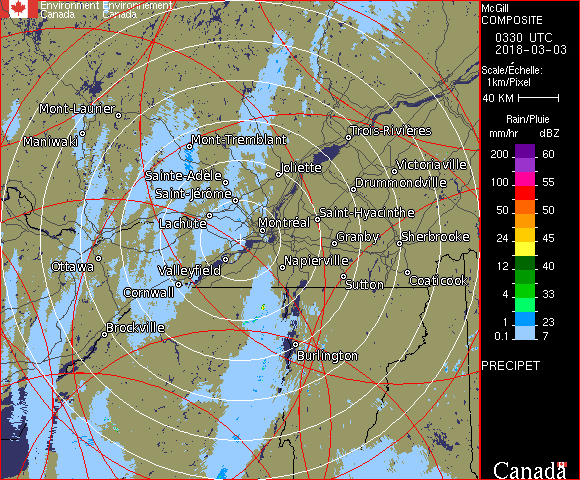 Environment Environnement
Canada Canada
McGill
COMPOSITE
0330 UTC
2018-03-03
Scale/Échelle:
1km/Pixel
40 KM
Rain/Pluie
mm/hr dBZ
200 60
100 55
50 50
24 45
12 40
4 33
1 23
0.1 7
PRECIPET
Canada
Mont-Laurier
Maniwaki
Mont-Tremblant
Trois-Rivières
Sainte-Adèle
Joliette
Victoriaville
Saint-Jérôme
Drummondville
Lachute
Montréal
Saint-Hyacinthe
Granby
Sherbrooke
Ottawa
Valleyfield
Napierville
Cornwall
Sutton
Coaticook
Brockville
Burlington